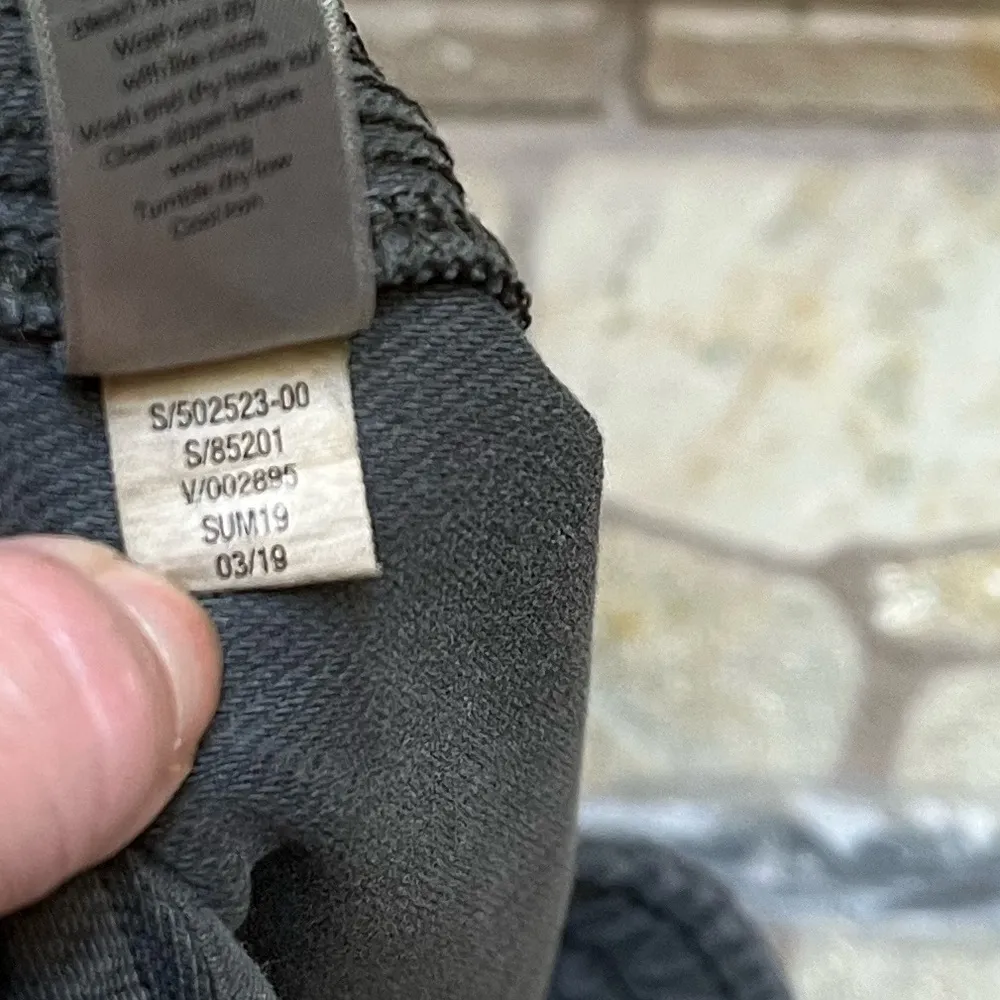 Wash and dry
with like colors
Wash and dry inside out
Close zipper before
washing
Tumble dry low
Cool iron
S/502523-00
S/85201
V/002895
SUM19
03/19